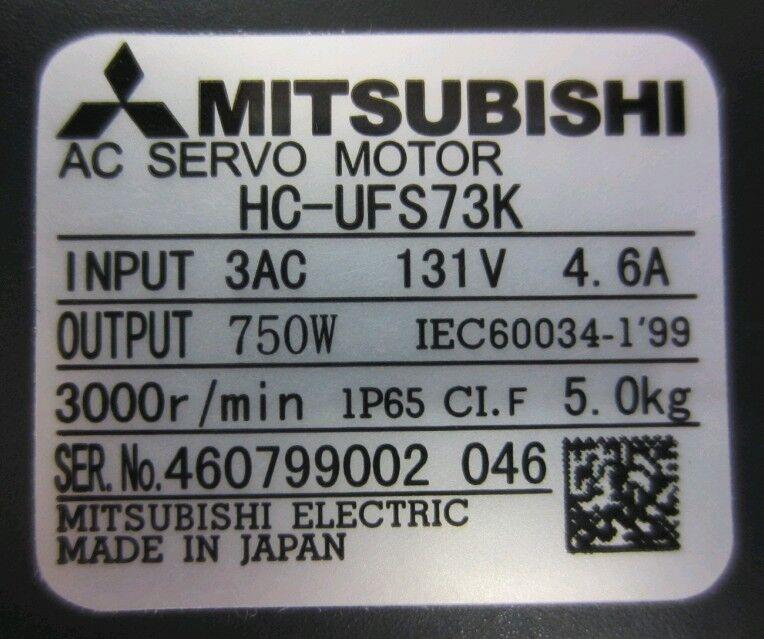 MITSUBISHI
AC SERVO MOTOR
HC-UFS73K
INPUT 3AC 131V 4.6A
OUTPUT 750W IEC60034-1'99
3000r/min IP65 CI.F 5.0kg
SER.No.460799002 046
MITSUBISHI ELECTRIC
MADE IN JAPAN